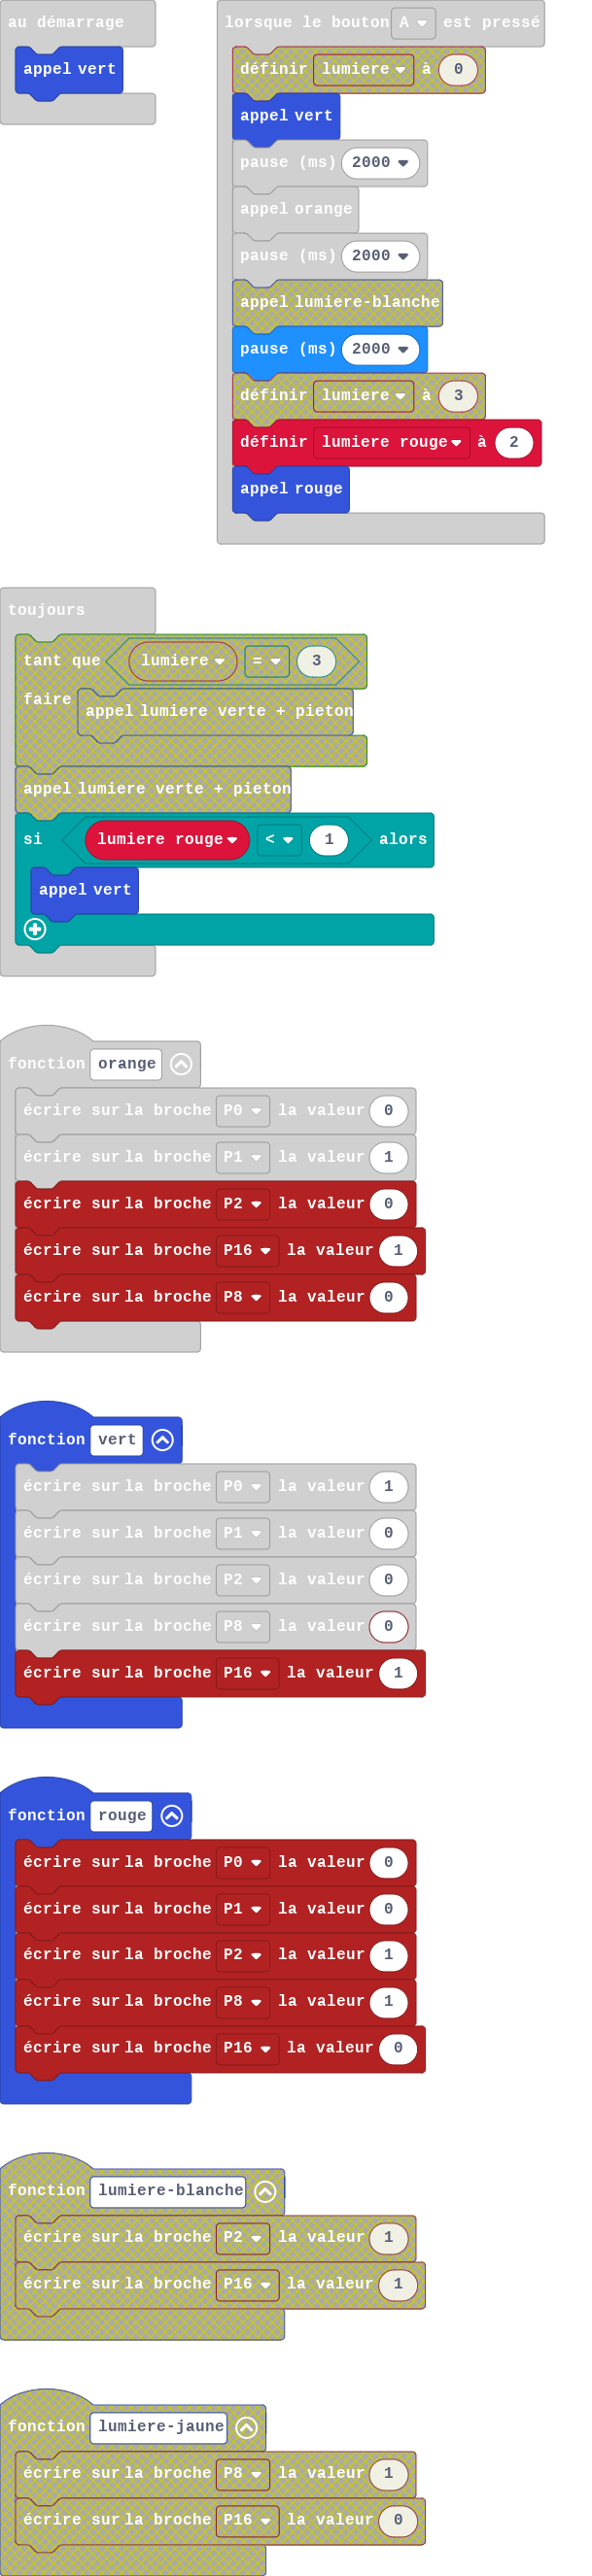 au démarrage
appel vert
lorsque le bouton A est pressé
définir lumiere à 0
appel vert
pause (ms) 2000
appel orange
pause (ms) 2000
appel lumiere-blanche
pause (ms) 2000
définir lumiere à 3
définir lumiere rouge à 2
appel rouge
toujours
tant que lumiere = 3
faire appel lumiere verte + pieton
appel lumiere verte + pieton
si lumiere rouge < 1 alors
appel vert
fonction orange
écrire sur la broche P0 la valeur 0
écrire sur la broche P1 la valeur 1
écrire sur la broche P2 la valeur 0
écrire sur la broche P16 la valeur 1
écrire sur la broche P8 la valeur 0
fonction vert
écrire sur la broche P0 la valeur 1
écrire sur la broche P1 la valeur 0
écrire sur la broche P2 la valeur 0
écrire sur la broche P8 la valeur 0
écrire sur la broche P16 la valeur 1
fonction rouge
écrire sur la broche P0 la valeur 0
écrire sur la broche P1 la valeur 0
écrire sur la broche P2 la valeur 1
écrire sur la broche P8 la valeur 1
écrire sur la broche P16 la valeur 0
fonction lumiere-blanche
écrire sur la broche P2 la valeur 1
écrire sur la broche P16 la valeur 1
fonction lumiere-jaune
écrire sur la broche P8 la valeur 1
écrire sur la broche P16 la valeur 0